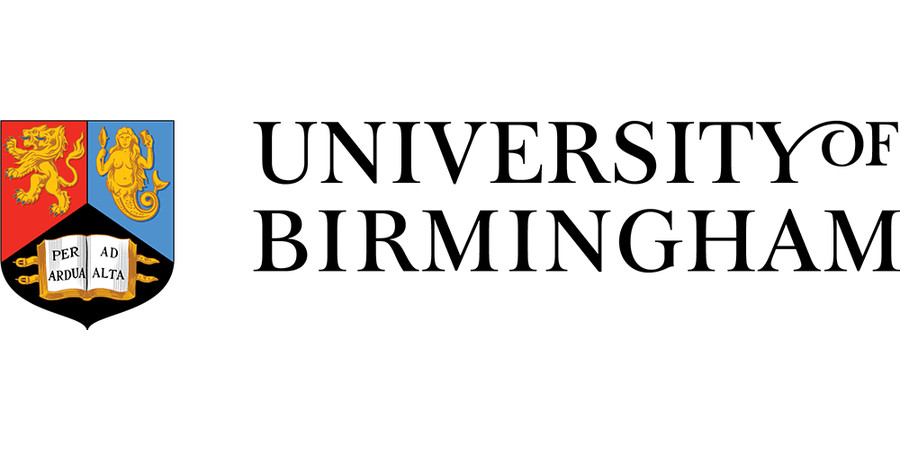 PER AD
ARDUA ALTA
UNIVERSITY OF
BIRMINGHAM